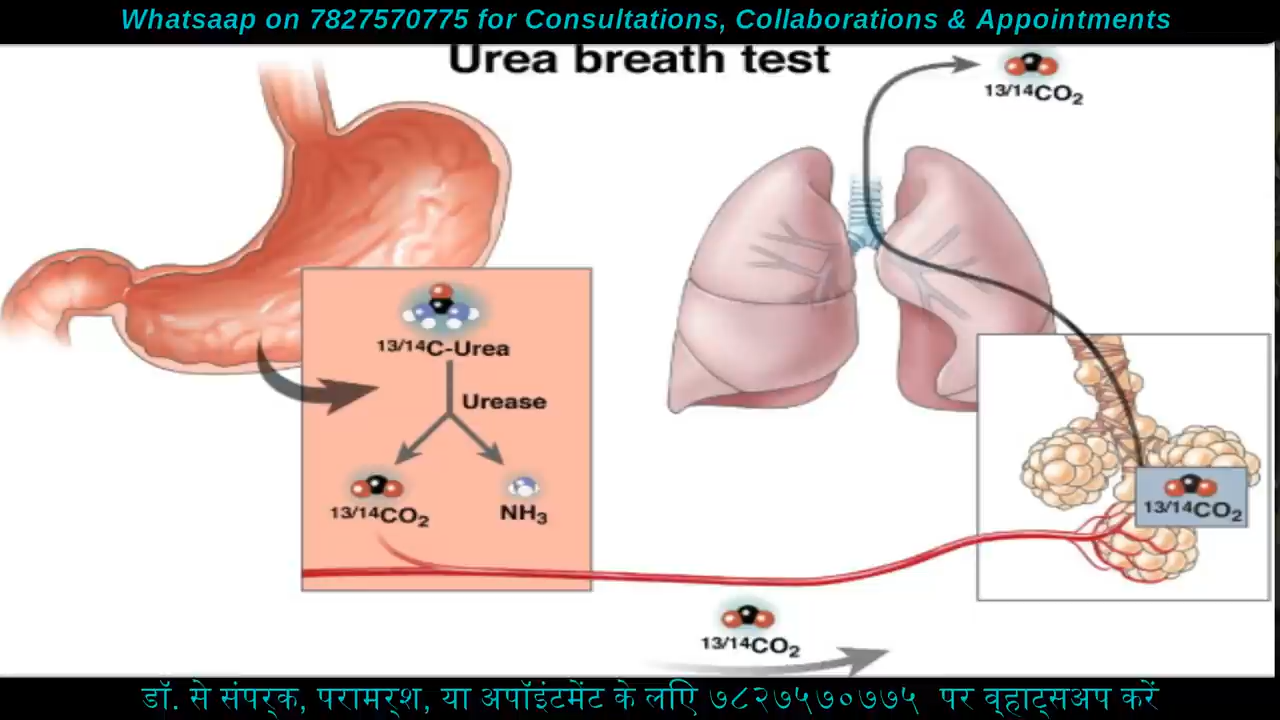 Whatsaap on 7827570775 for Consultations, Collaborations & Appointments
Urea breath test
13/14CO2
13/14C-Urea
Urease
13/14CO2
NH3
13/14CO2
13/14CO2
डॉ. से संपर्क, परामर्श, या अपॉइंटमेंट के लिए ७८२७५७०७७५ पर व्हाट्सअप करें